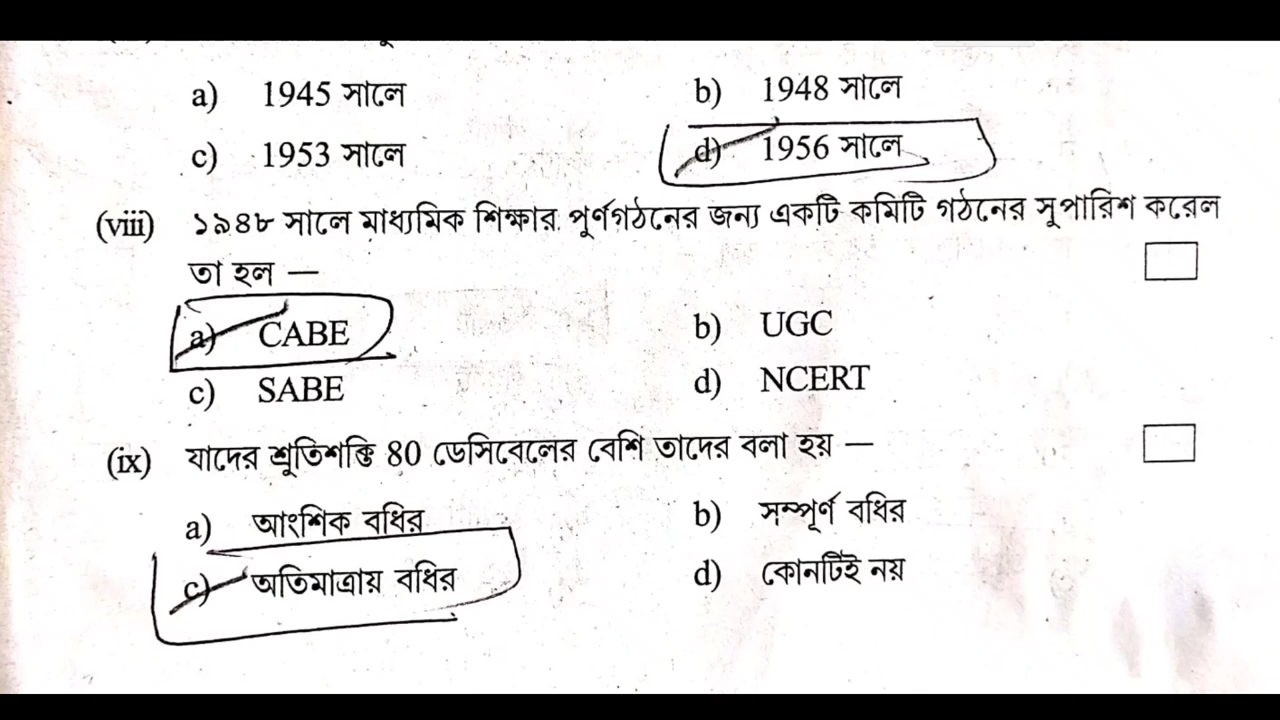 a) 1945 সালে b) 1948 সালে
c) 1953 সালে d) 1956 সালে
(viii) ১৯৪৮ সালে মাধ্যমিক শিক্ষার পূর্ণগঠনের জন্য একটি কমিটি গঠনের সুপারিশ করেল
তা হল —
a) CABE b) UGC
c) SABE d) NCERT
(ix) যাদের শ্রুতিশক্তি 80 ডেসিবেলের বেশি তাদের বলা হয় —
a) আংশিক বধির b) সম্পূর্ণ বধির
c) অতিমাত্রায় বধির d) কোনটিই নয়